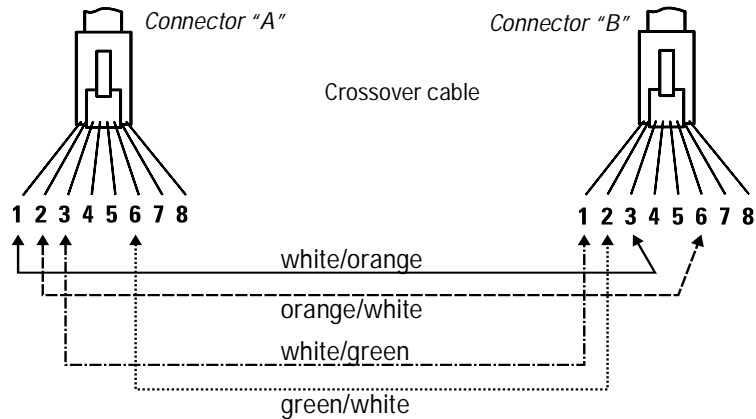 Connector “A”
Connector “B”
Crossover cable
1 2 3 4 5 6 7 8
1 2 3 4 5 6 7 8
white/orange
orange/white
white/green
green/white